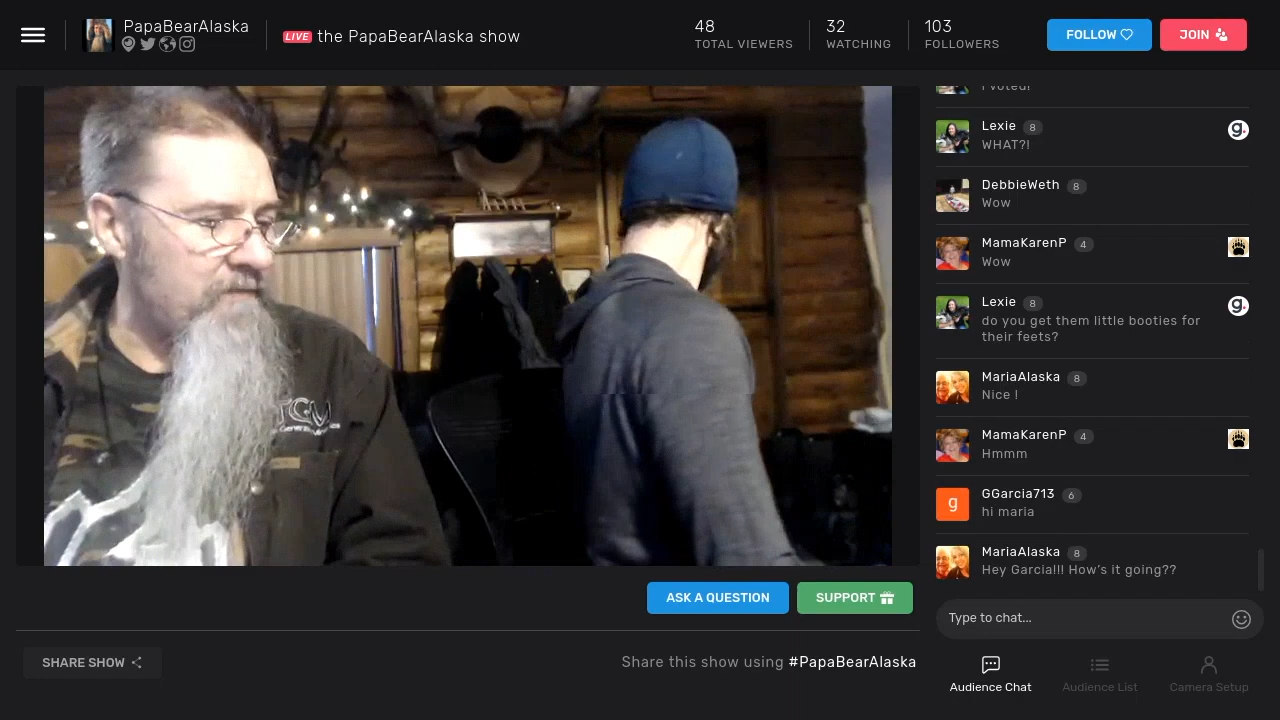 PapaBearAlaska
LIVE the PapaBearAlaska show
48
TOTAL VIEWERS
32
WATCHING
103
FOLLOWERS
FOLLOW
JOIN
I voted!
Lexie 8
WHAT?!
DebbieWeth 8
Wow
MamaKarenP 4
Wow
Lexie 8
do you get them little booties for
their feets?
MariaAlaska 8
Nice !
MamaKarenP 4
Hmmm
g GGarcia713 6
hi maria
MariaAlaska 8
Hey Garcia!!! How's it going??
TCV
ASK A QUESTION
SUPPORT
Type to chat...
SHARE SHOW
Share this show using #PapaBearAlaska
Audience Chat
Audience List
Camera Setup
g.
g.